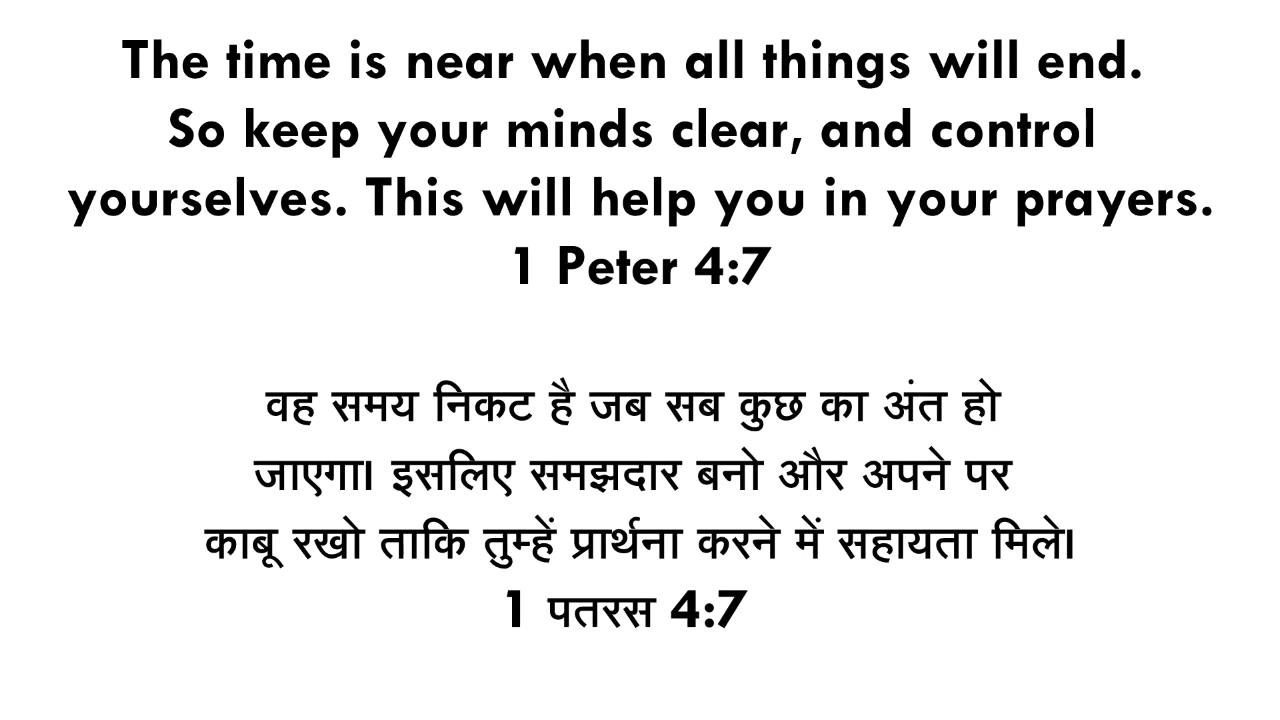 The time is near when all things will end.
So keep your minds clear, and control
yourselves. This will help you in your prayers.
1 Peter 4:7
वह समय निकट है जब सब कुछ का अंत हो
जाएगा। इसलिए समझदार बनो और अपने पर
काबू रखो ताकि तुम्हें प्रार्थना करने में सहायता मिले।
1 पतरस 4:7